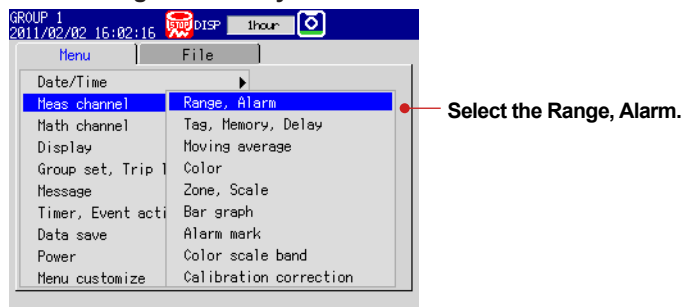 GROUP 1
2011/02/02 16:02:16 STOP DISP 1hour
Menu File
Date/Time
Meas channel Range, Alarm
Select the Range, Alarm.
Math channel Tag, Memory, Delay
Display Moving average
Group set, Trip l Color
Message Zone, Scale
Timer, Event acti Bar graph
Data save Alarm mark
Power Color scale band
Menu customize Calibration correction